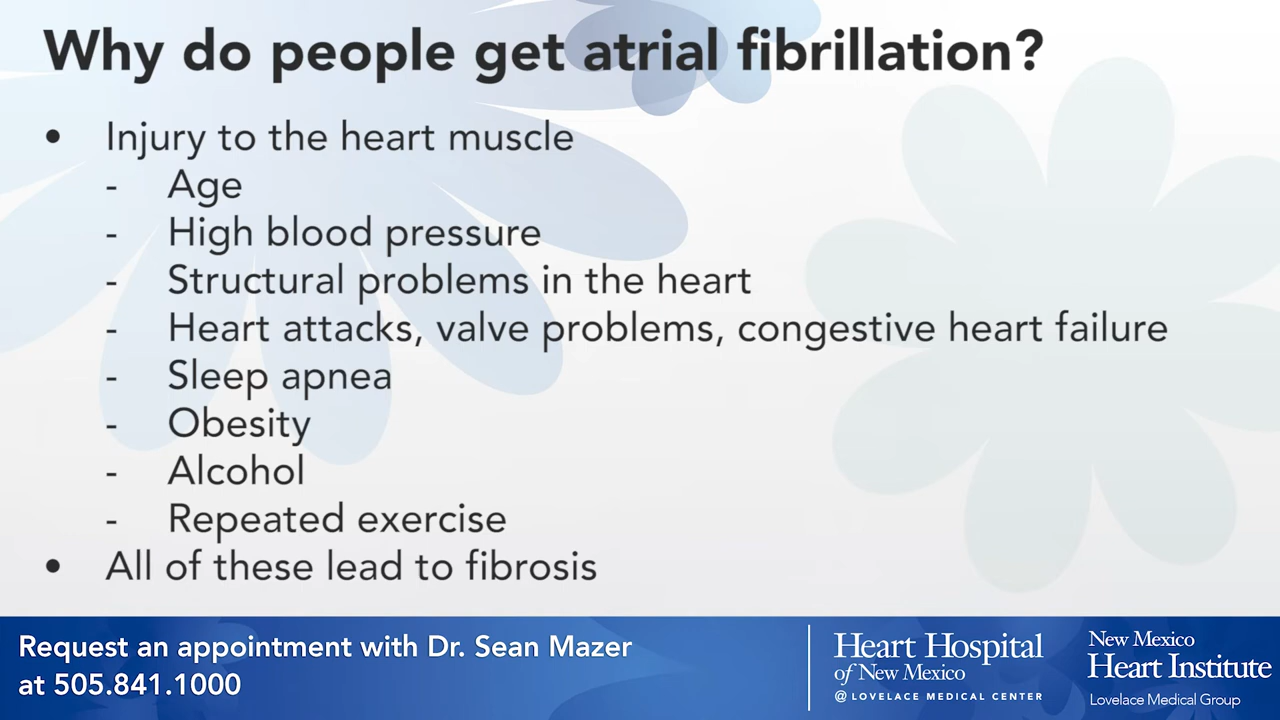 Why do people get atrial fibrillation?
• Injury to the heart muscle
- Age
- High blood pressure
- Structural problems in the heart
- Heart attacks, valve problems, congestive heart failure
- Sleep apnea
- Obesity
- Alcohol
- Repeated exercise
• All of these lead to fibrosis
Request an appointment with Dr. Sean Mazer
at 505.841.1000
Heart Hospital
of New Mexico
@ LOVELACE MEDICAL CENTER
New Mexico
Heart Institute
Lovelace Medical Group